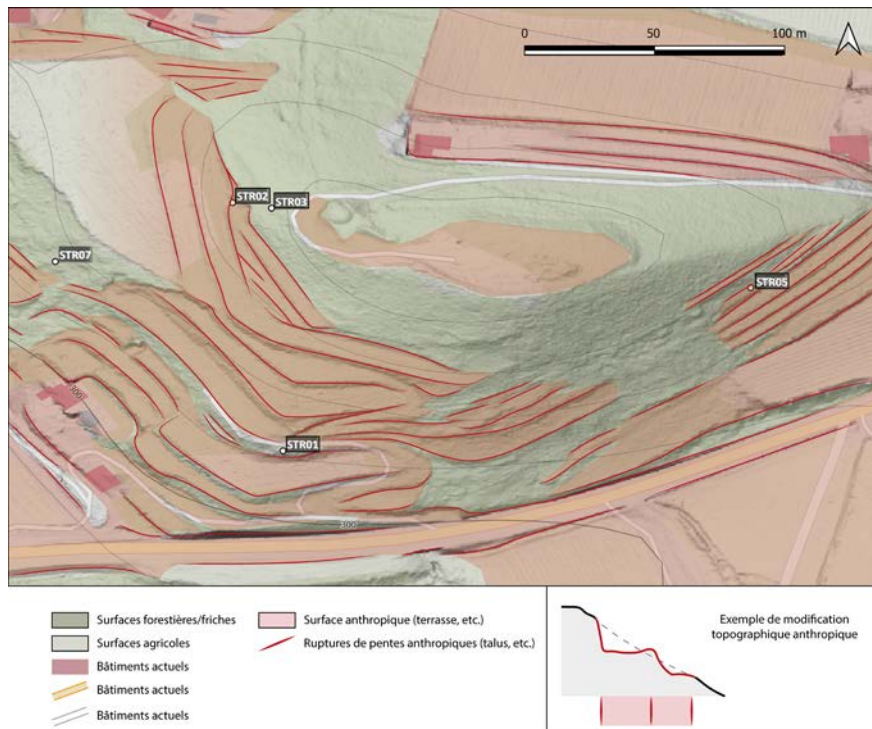 0 50 100 m
STR02
STR03
STR07
STR05
300
STR01
300
Surfaces forestières/friches
Surfaces agricoles
Bâtiments actuels
Bâtiments actuels
Bâtiments actuels
Surface anthropique (terrasse, etc.)
Ruptures de pentes anthropiques (talus, etc.)
Exemple de modification
topographique anthropique